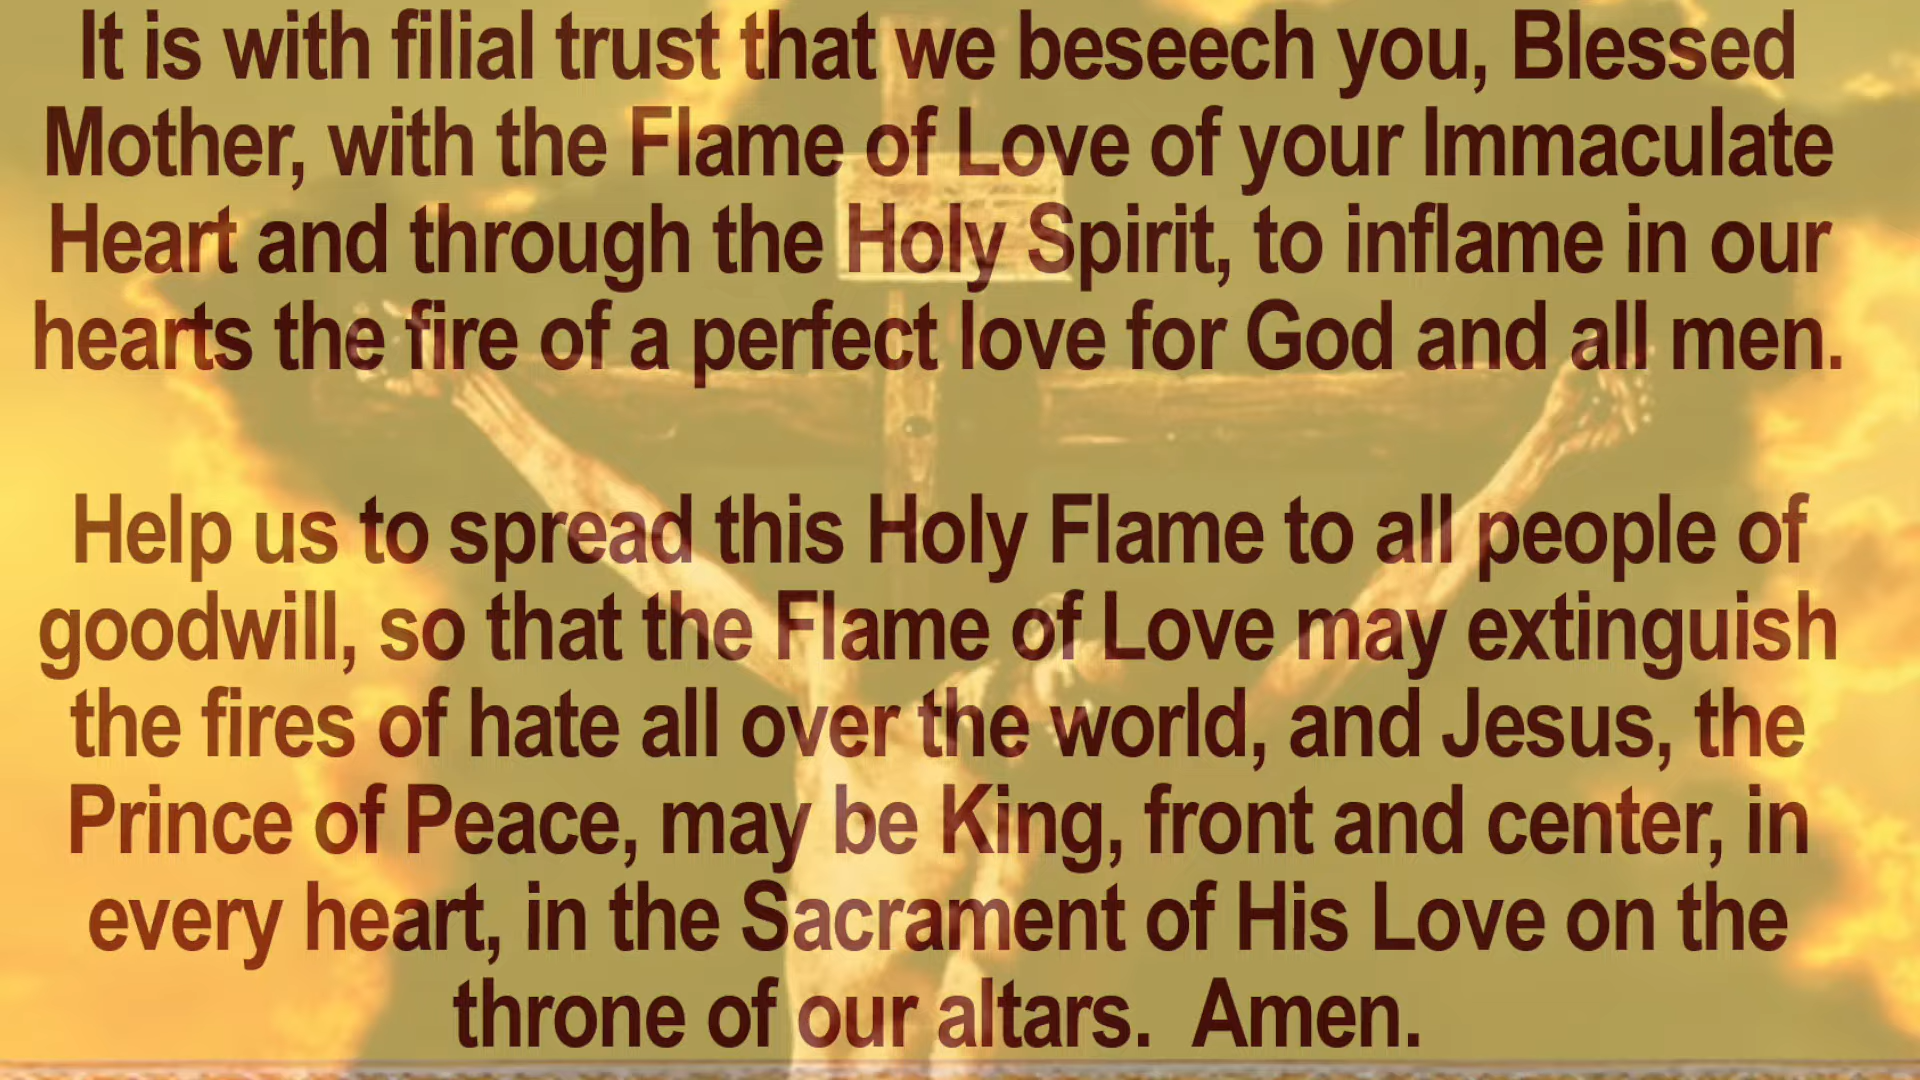 It is with filial trust that we beseech you, Blessed
Mother, with the Flame of Love of your Immaculate
Heart and through the Holy Spirit, to inflame in our
hearts the fire of a perfect love for God and all men.
Help us to spread this Holy Flame to all people of
goodwill, so that the Flame of Love may extinguish
the fires of hate all over the world, and Jesus, the
Prince of Peace, may be King, front and center, in
every heart, in the Sacrament of His Love on the
throne of our altars.  Amen.